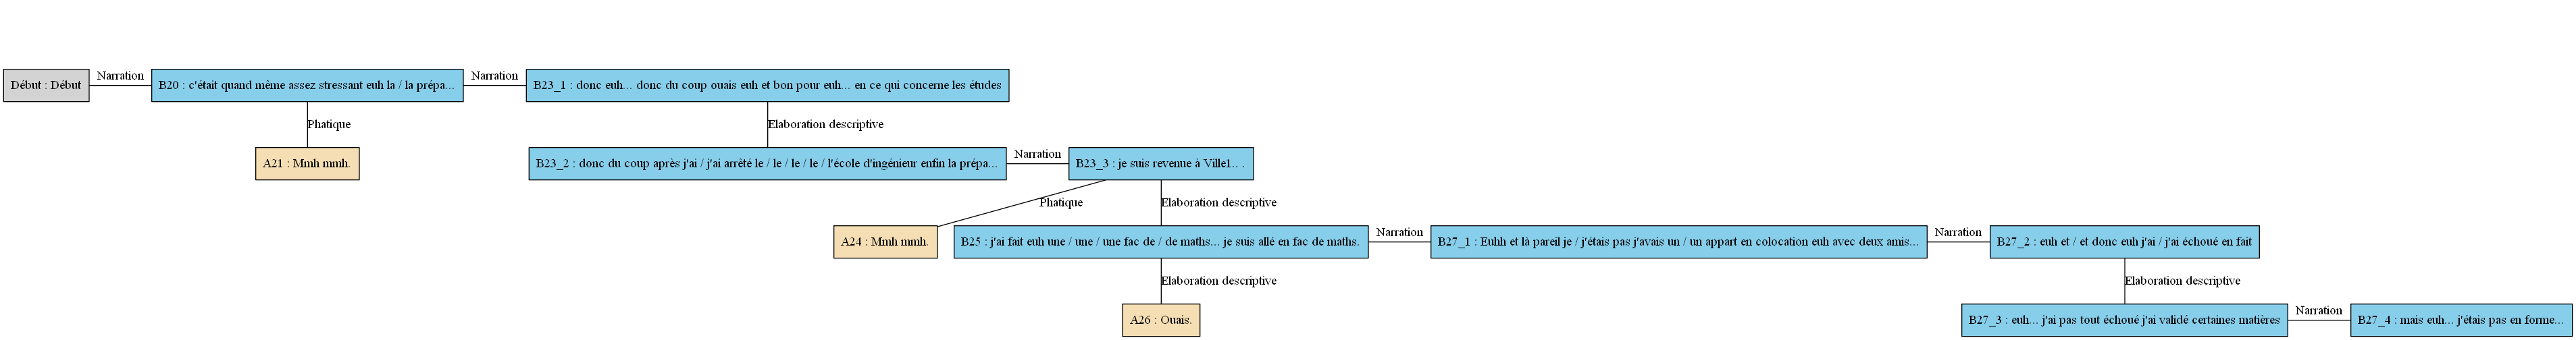 Début : Début
Narration
B20 : c'était quand même assez stressant euh la / la prépa...
Narration
B23_1 : donc euh... donc du coup ouais euh et bon pour euh... en ce qui concerne les études
Phatique
Elaboration descriptive
A21 : Mmh mmh.
B23_2 : donc du coup après j'ai / j'ai arrêté le / le / le / le / l'école d'ingénieur enfin la prépa...
Narration
B23_3 : je suis revenue à Ville1.. .
Phatique
Elaboration descriptive
A24 : Mmh mmh.
B25 : j'ai fait euh une / une / une fac de / de maths... je suis allé en fac de maths.
Narration
B27_1 : Euhh et là pareil je / j'étais pas j'avais un / un appart en colocation euh avec deux amis...
Narration
B27_2 : euh et / et donc euh j'ai / j'ai échoué en fait
Elaboration descriptive
Elaboration descriptive
A26 : Ouais.
B27_3 : euh... j'ai pas tout échoué j'ai validé certaines matières
Narration
B27_4 : mais euh... j'étais pas en forme...